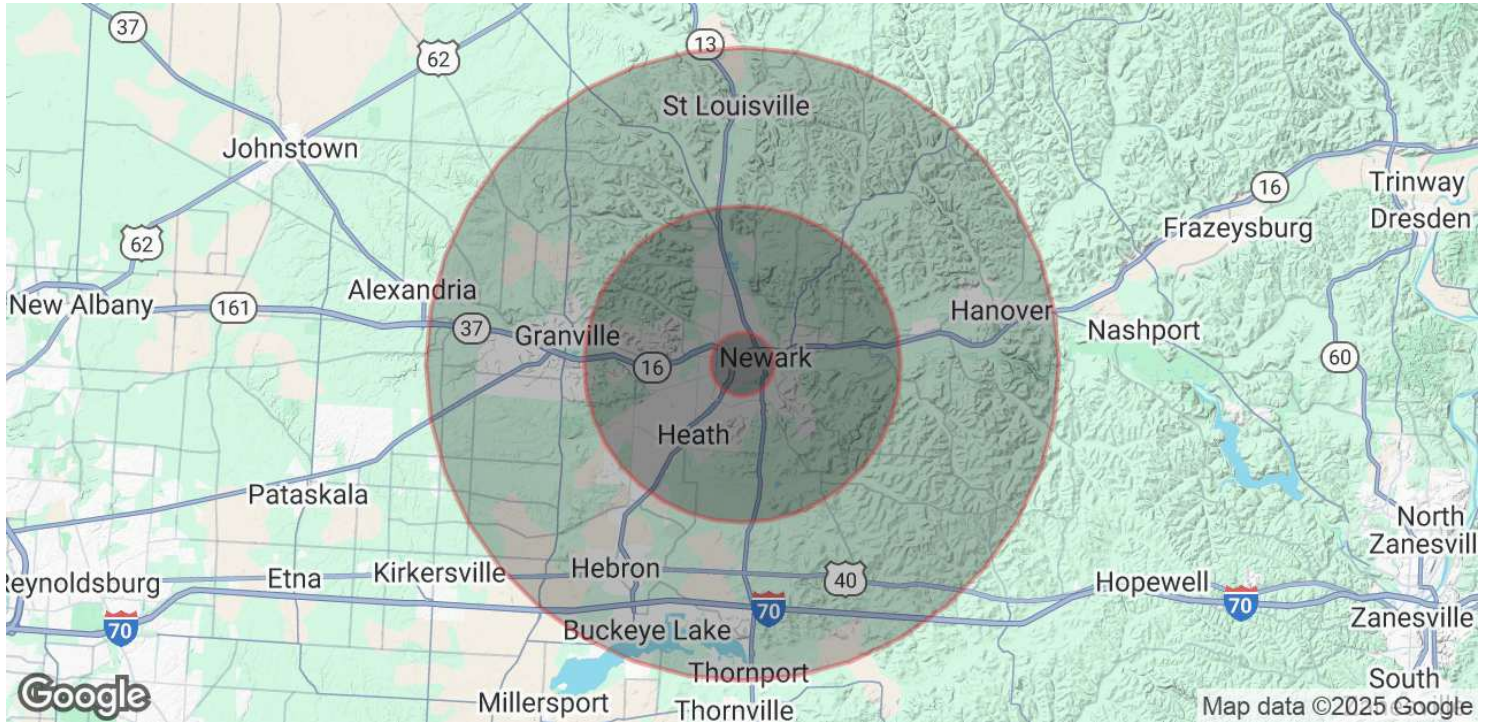 37
62
13
St Louisville
Johnstown
16
Trinway
Dresden
Frazeysburg
62
Alexandria
New Albany
161
37
Granville
Hanover
Nashport
16
Newark
60
Heath
Pataskala
North
Zanesvill
Reynoldsburg
Etna
Kirkersville
Hebron
40
Hopewell
70
70
70
Zanesville
Buckeye Lake
Thornport
South
Millersport
Thornville
Google
Map data ©2025 Google